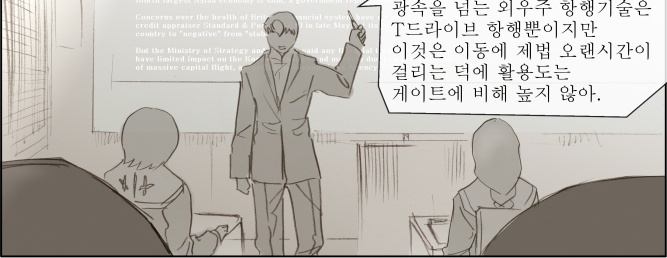 광속을 넘는 외우주 항행기술은
T드라이브 항행뿐이지만
이것은 이동에 제법 오랜시간이
걸리는 덕에 활용도는
게이트에 비해 높지 않아.
Concerns over the health of
credit appraiser Standard &
country to "negative" from
But the Ministry of Strategy and said any
have limited impact on the
of massive capital flight,